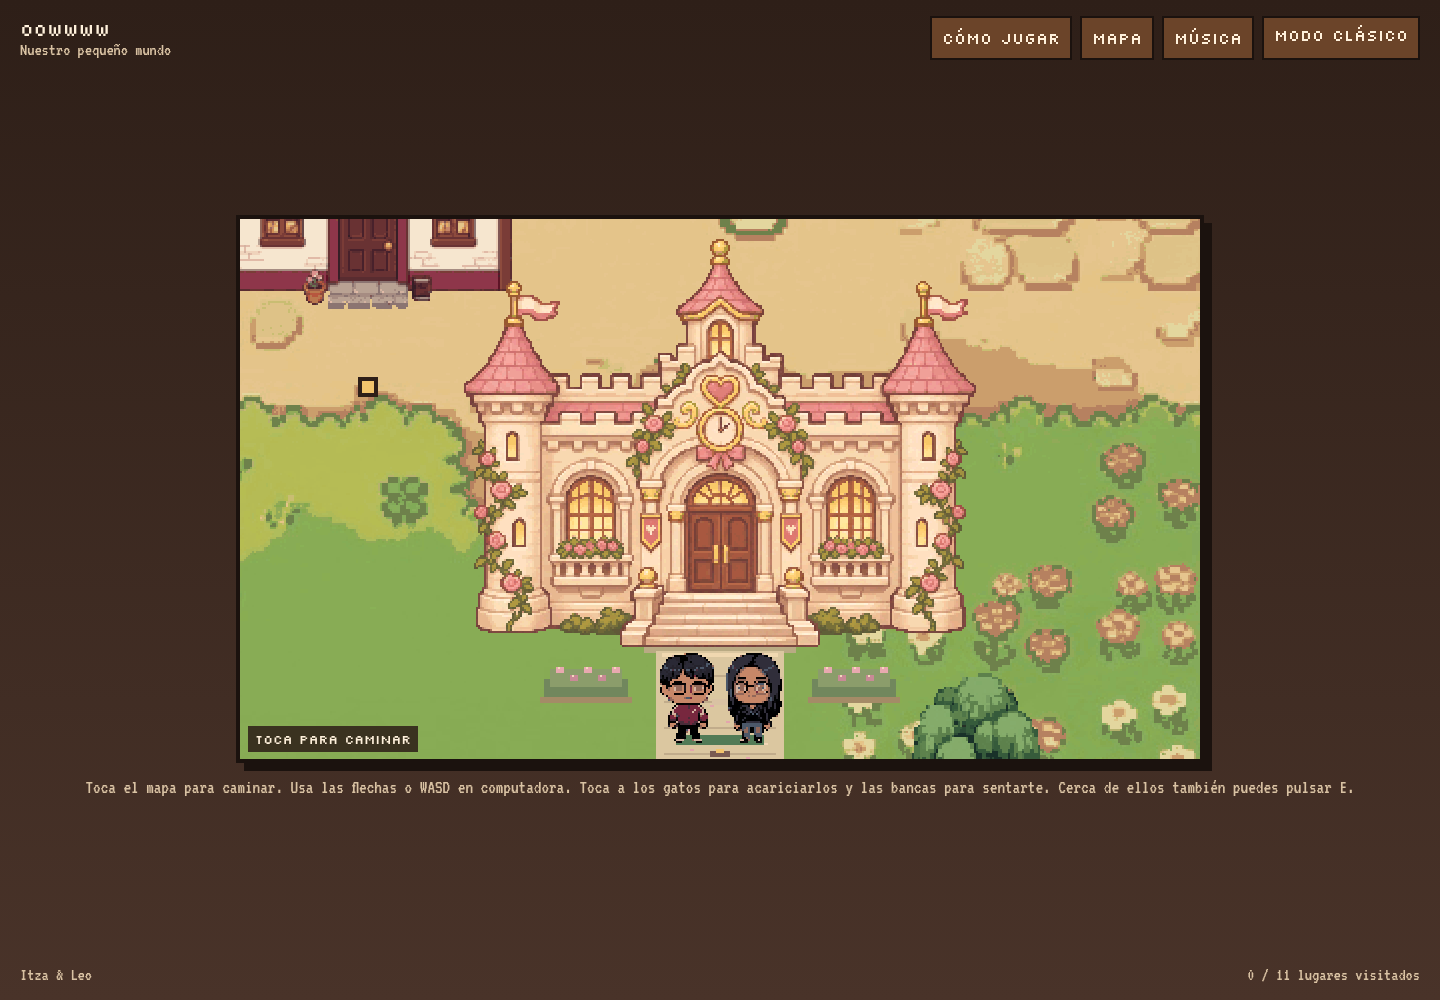 OOWWWW
Nuestro pequeño mundo
CÓMO JUGAR
MAPA
MÚSICA
MODO CLÁSICO
TOCA PARA CAMINAR
Toca el mapa para caminar. Usa las flechas o WASD en computadora. Toca a los gatos para acariciarlos y las bancas para sentarte. Cerca de ellos también puedes pulsar E.
Itza & Leo
0 / 11 lugares visitados